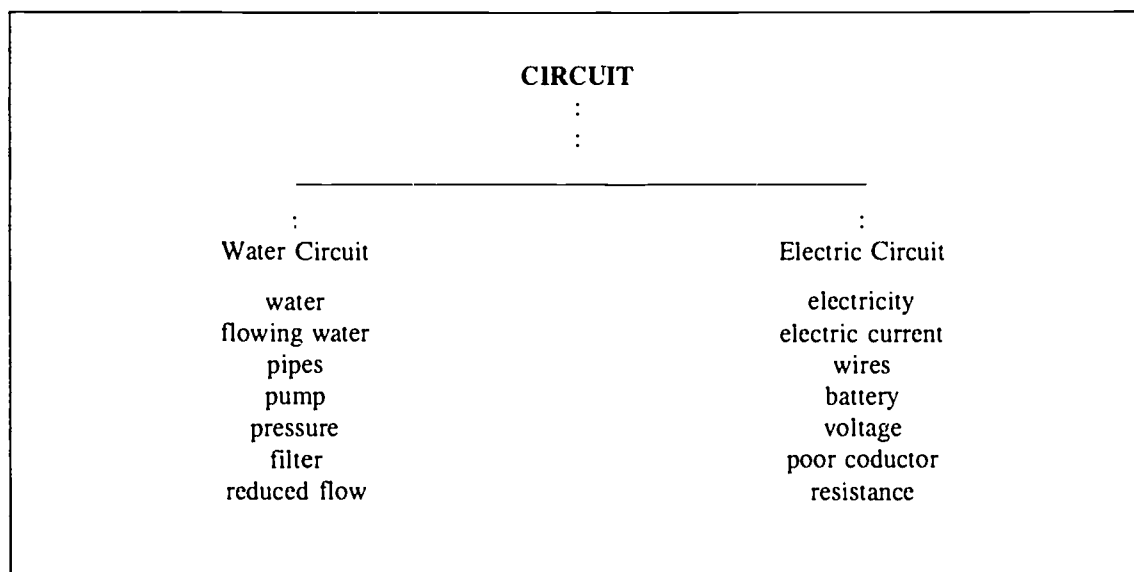 CIRCUIT
:
:
:
:
Water Circuit
Electric Circuit
water
electricity
flowing water
electric current
pipes
wires
pump
battery
pressure
voltage
filter
poor coductor
reduced flow
resistance